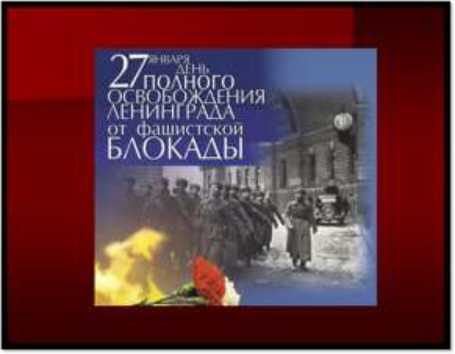 27 ЯНВАРЯ
ДЕНЬ
ПОЛНОГО
ОСВОБОЖДЕНИЯ
ЛЕНИНГРАДА
от фашистской
БЛОКАДЫ